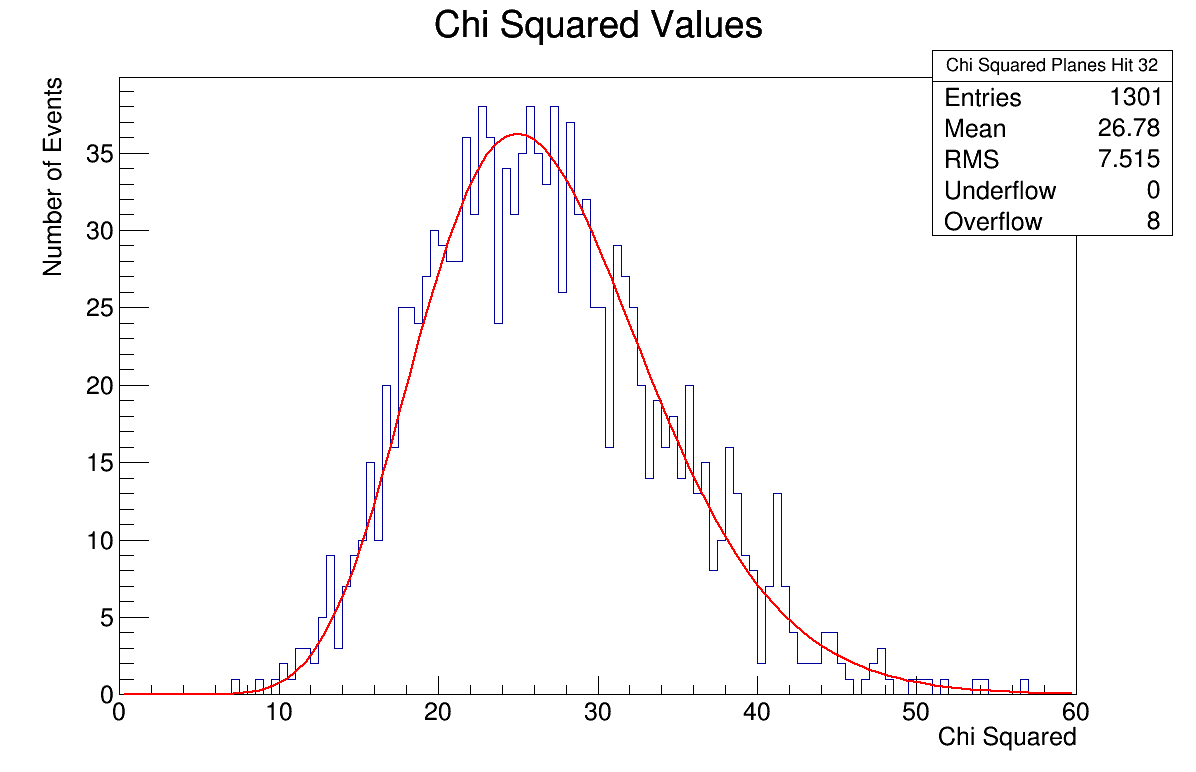 Chi Squared Values
Chi Squared Planes Hit 32
Entries 1301
Mean 26.78
RMS 7.515
Underflow 0
Overflow 8
Number of Events
35
30
25
20
15
10
5
0
0 10 20 30 40 50 60
Chi Squared